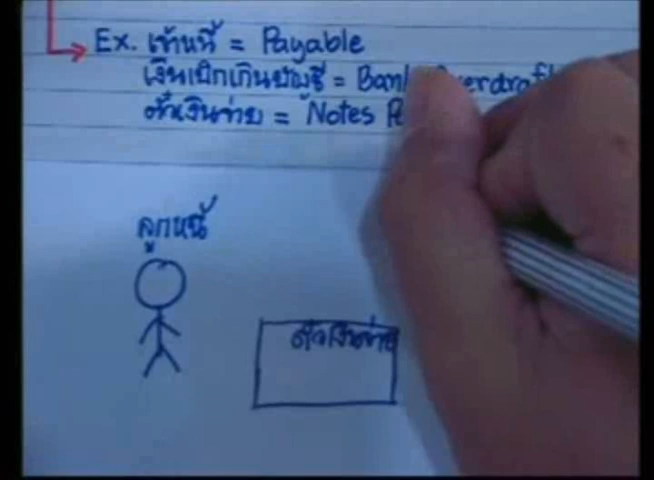 Ex. เจ้าหนี้ = Payable
เงินเบิกเกินบัญชี = Bank Overdraft
ตั๋วเงินจ่าย = Notes
ลูกหนี้
ตั๋วเงินจ่าย